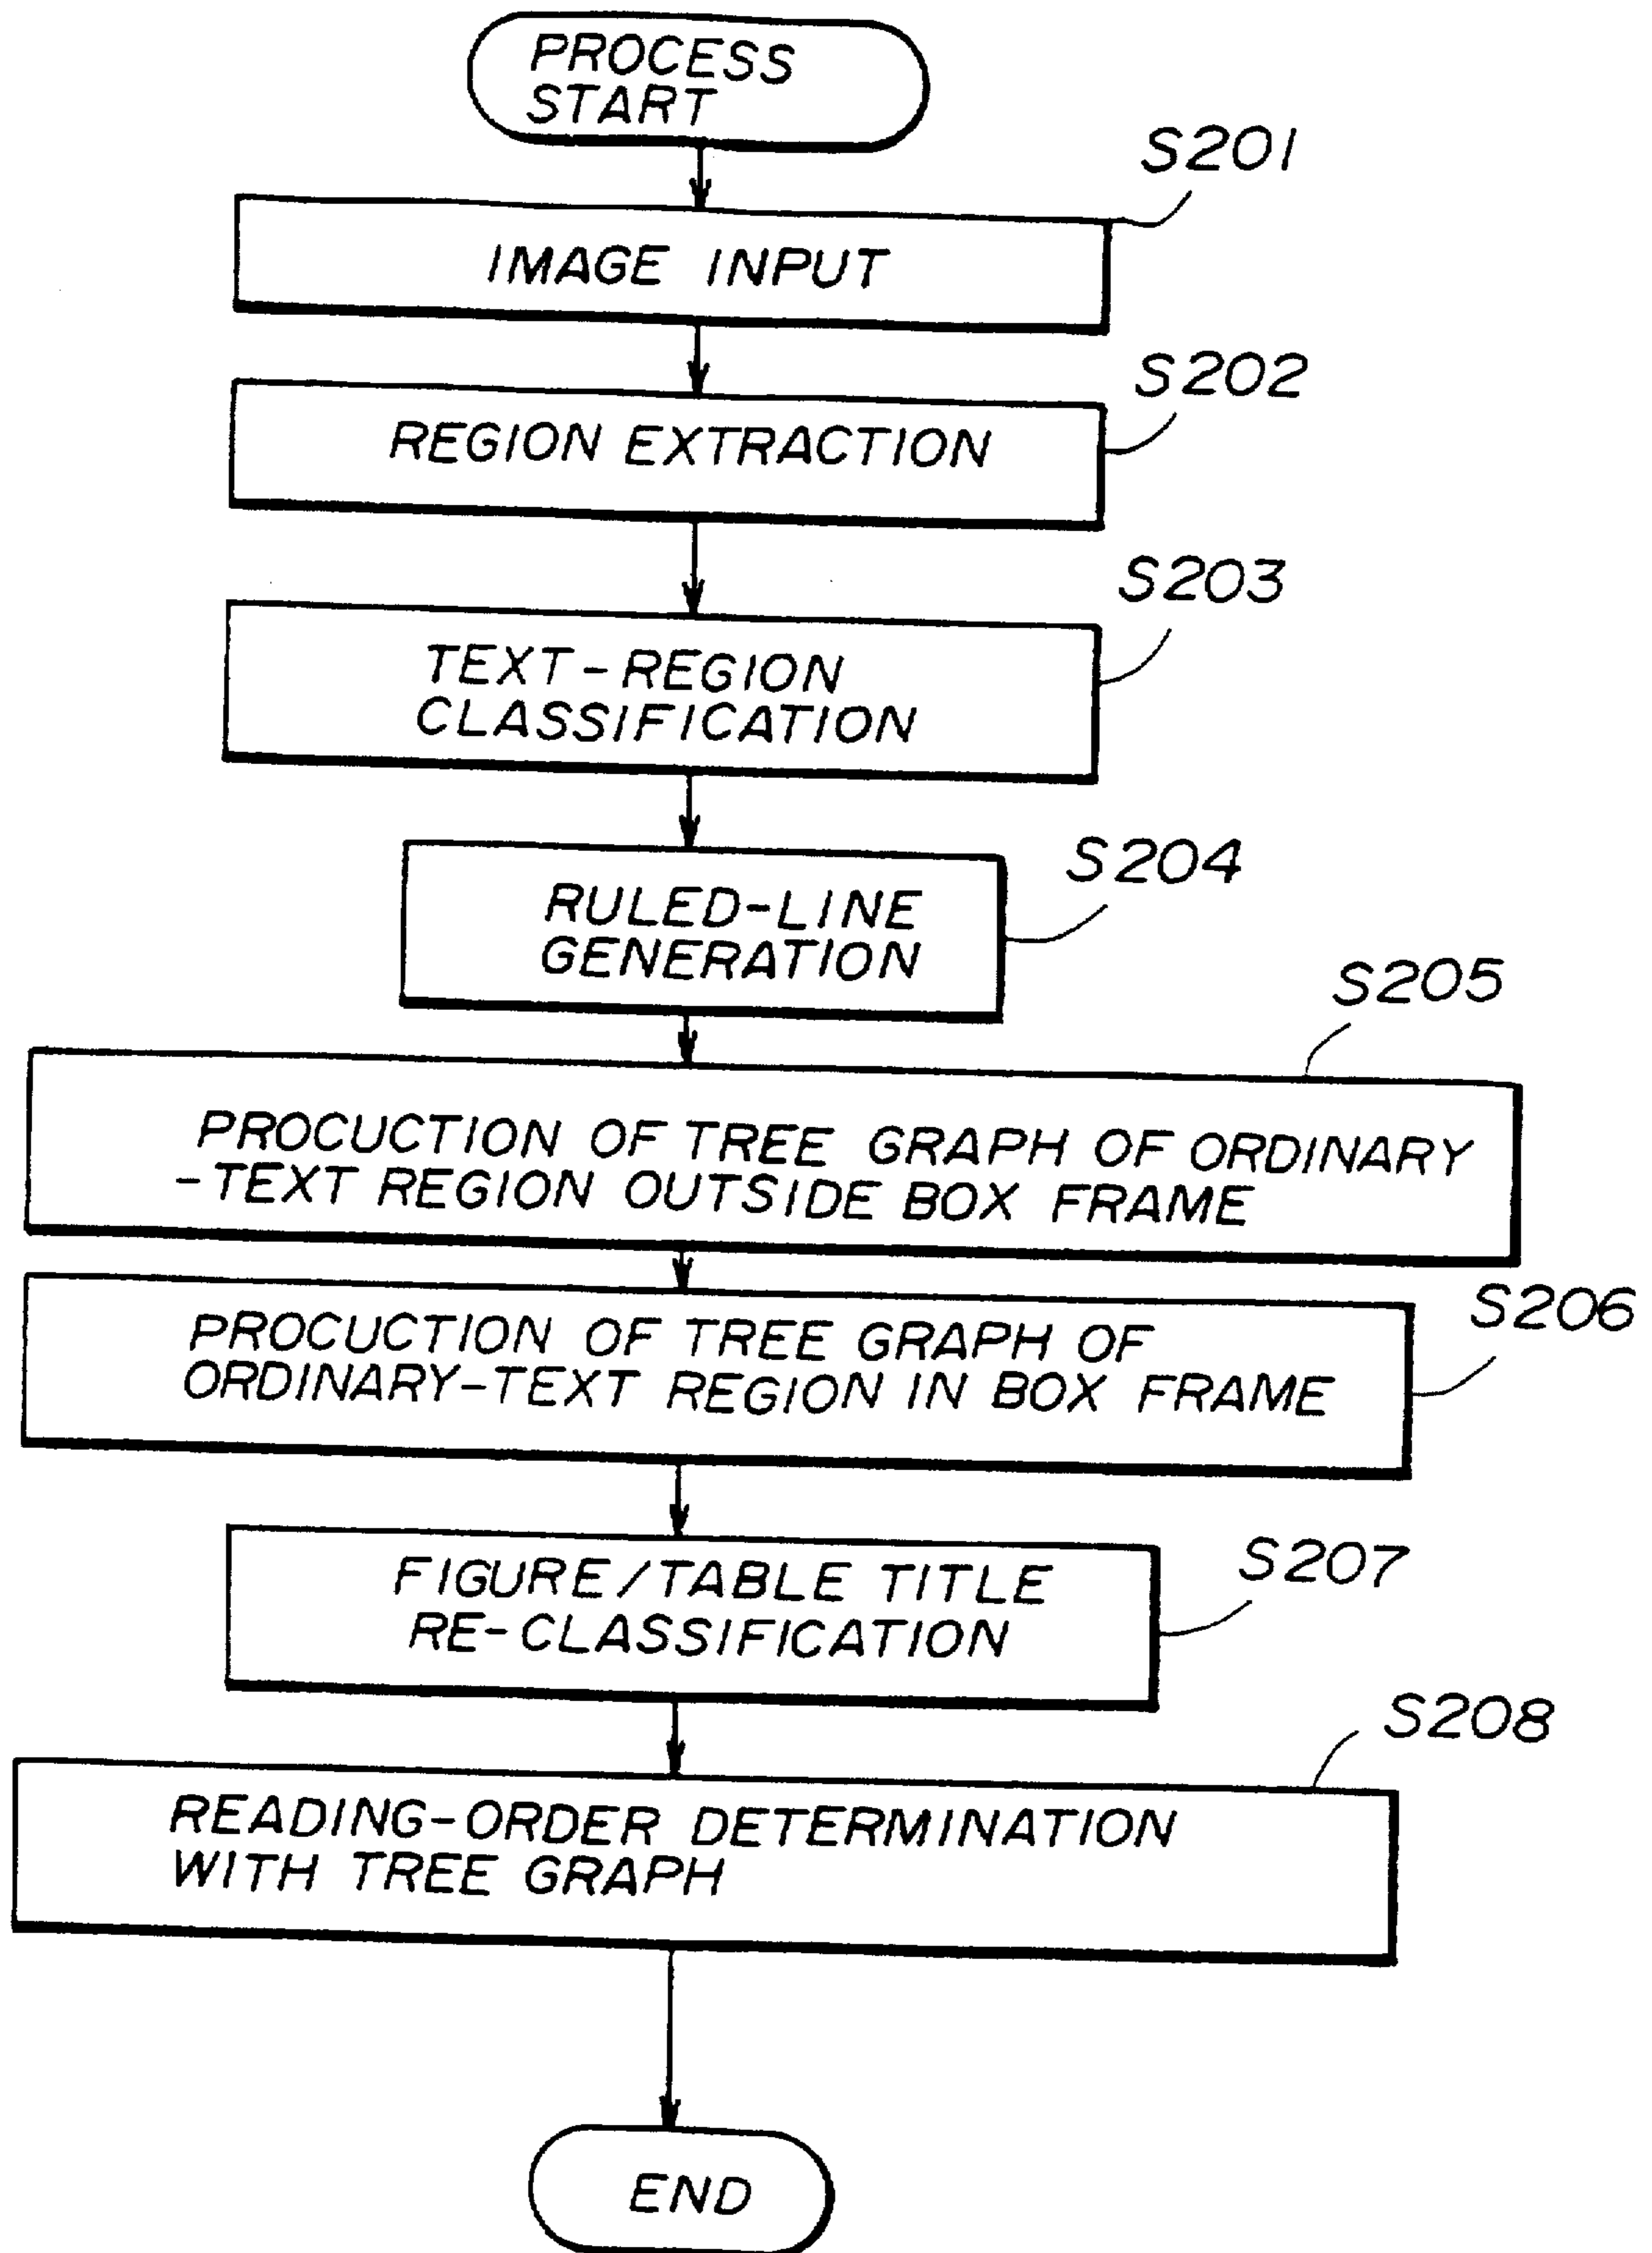 PROCESS
START
S201
IMAGE INPUT
S202
REGION EXTRACTION
S203
TEXT-REGION
CLASSIFICATION
S204
RULED-LINE
GENERATION
S205
PROCUCTION OF TREE GRAPH OF ORDINARY
-TEXT REGION OUTSIDE BOX FRAME
S206
PROCUCTION OF TREE GRAPH OF
ORDINARY-TEXT REGION IN BOX FRAME
S207
FIGURE/TABLE TITLE
RE-CLASSIFICATION
S208
READING-ORDER DETERMINATION
WITH TREE GRAPH
END